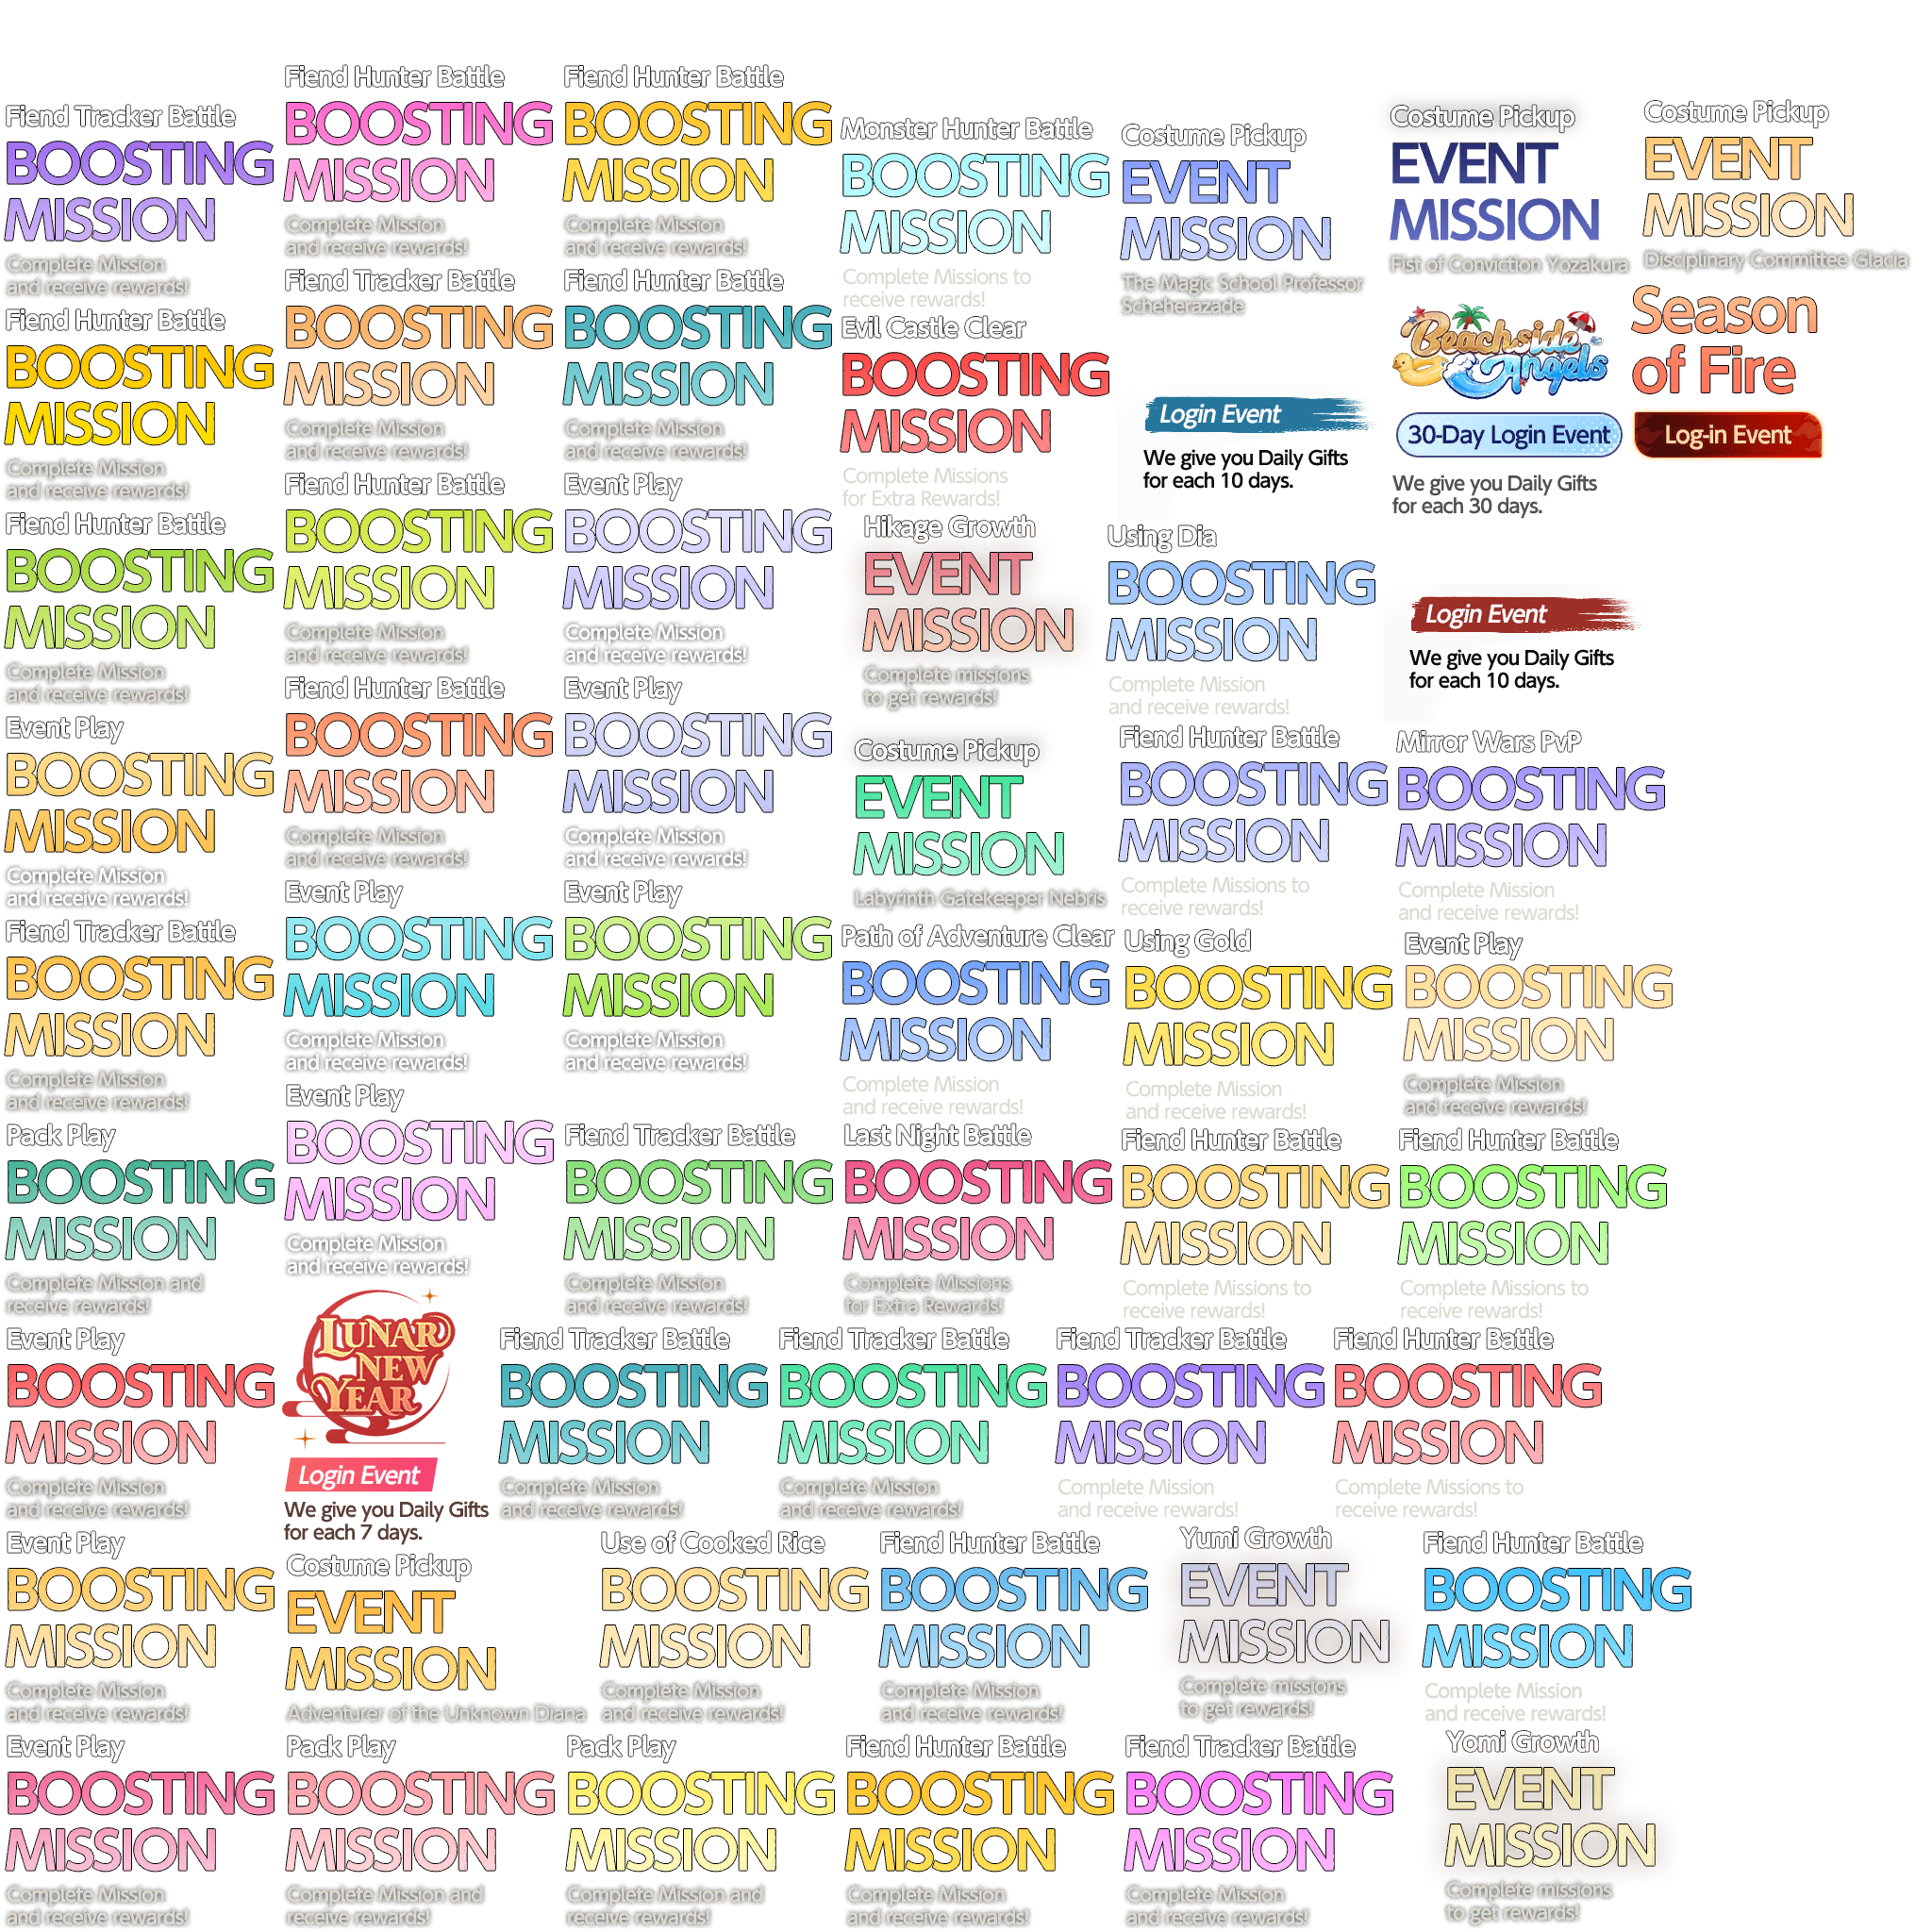 Fiend Tracker Battle
BOOSTING
MISSION
Complete Mission
and receive rewards!
Fiend Hunter Battle
BOOSTING
MISSION
Complete Mission
and receive rewards!
Fiend Hunter Battle
BOOSTING
MISSION
Complete Mission
and receive rewards!
Event Play
BOOSTING
MISSION
Complete Mission
and receive rewards!
Fiend Tracker Battle
BOOSTING
MISSION
Complete Mission
and receive rewards!
Pack Play
BOOSTING
MISSION
Complete Mission and
receive rewards!
Event Play
BOOSTING
MISSION
Complete Mission
and receive rewards!
Event Play
BOOSTING
MISSION
Complete Mission
and receive rewards!
Event Play
BOOSTING
MISSION
Complete Mission
and receive rewards!
Fiend Hunter Battle
BOOSTING
MISSION
Complete Mission
and receive rewards!
Fiend Tracker Battle
BOOSTING
MISSION
Complete Mission
and receive rewards!
Fiend Hunter Battle
BOOSTING
MISSION
Complete Mission
and receive rewards!
Fiend Hunter Battle
BOOSTING
MISSION
Complete Mission
and receive rewards!
Event Play
BOOSTING
MISSION
Complete Mission
and receive rewards!
Event Play
BOOSTING
MISSION
Complete Mission
and receive rewards!
LUNAR
NEW
YEAR
Login Event
We give you Daily Gifts
for each 7 days.
Costume Pickup
EVENT
MISSION
Adventurer of the Unknown Diana
Pack Play
BOOSTING
MISSION
Complete Mission and
receive rewards!
Fiend Hunter Battle
BOOSTING
MISSION
Complete Mission
and receive rewards!
Fiend Hunter Battle
BOOSTING
MISSION
Complete Mission
and receive rewards!
Event Play
BOOSTING
MISSION
Complete Mission
and receive rewards!
Event Play
BOOSTING
MISSION
Complete Mission
and receive rewards!
Event Play
BOOSTING
MISSION
Complete Mission
and receive rewards!
Fiend Tracker Battle
BOOSTING
MISSION
Complete Mission
and receive rewards!
Fiend Tracker Battle
BOOSTING
MISSION
Complete Mission
and receive rewards!
Use of Cooked Rice
BOOSTING
MISSION
Complete Mission
and receive rewards!
Pack Play
BOOSTING
MISSION
Complete Mission and
receive rewards!
Monster Hunter Battle
BOOSTING
MISSION
Complete Missions to
receive rewards!
Evil Castle Clear
BOOSTING
MISSION
Complete Missions
for Extra Rewards!
Hikage Growth
EVENT
MISSION
Complete missions
to get rewards!
Costume Pickup
EVENT
MISSION
Labyrinth Gatekeeper Nebris
Path of Adventure Clear
BOOSTING
MISSION
Complete Mission
and receive rewards!
Last Night Battle
BOOSTING
MISSION
Complete Missions
for Extra Rewards!
Fiend Tracker Battle
BOOSTING
MISSION
Complete Mission
and receive rewards!
Fiend Hunter Battle
BOOSTING
MISSION
Complete Mission
and receive rewards!
Fiend Hunter Battle
BOOSTING
MISSION
Complete Mission
and receive rewards!
Costume Pickup
EVENT
MISSION
The Magic School Professor
Scheherazade
Login Event
We give you Daily Gifts
for each 10 days.
Using Dia
BOOSTING
MISSION
Complete Mission
and receive rewards!
Fiend Hunter Battle
BOOSTING
MISSION
Complete Missions to
receive rewards!
Using Gold
BOOSTING
MISSION
Complete Mission
and receive rewards!
Fiend Hunter Battle
BOOSTING
MISSION
Complete Missions to
receive rewards!
Fiend Tracker Battle
BOOSTING
MISSION
Complete Mission
and receive rewards!
Yumi Growth
EVENT
MISSION
Complete missions
to get rewards!
Fiend Tracker Battle
BOOSTING
MISSION
Complete Mission
and receive rewards!
Costume Pickup
EVENT
MISSION
Fist of Conviction Yozakura
Beachside
Angels
30-Day Login Event
We give you Daily Gifts
for each 30 days.
Login Event
We give you Daily Gifts
for each 10 days.
Mirror Wars PvP
BOOSTING
MISSION
Complete Mission
and receive rewards!
Event Play
BOOSTING
MISSION
Complete Mission
and receive rewards!
Fiend Hunter Battle
BOOSTING
MISSION
Complete Missions to
receive rewards!
Fiend Hunter Battle
BOOSTING
MISSION
Complete Missions to
receive rewards!
Fiend Hunter Battle
BOOSTING
MISSION
Complete Mission
and receive rewards!
Yomi Growth
EVENT
MISSION
Complete missions
to get rewards!
Costume Pickup
EVENT
MISSION
Disciplinary Committee Glacia
Season
of Fire
Log-in Event